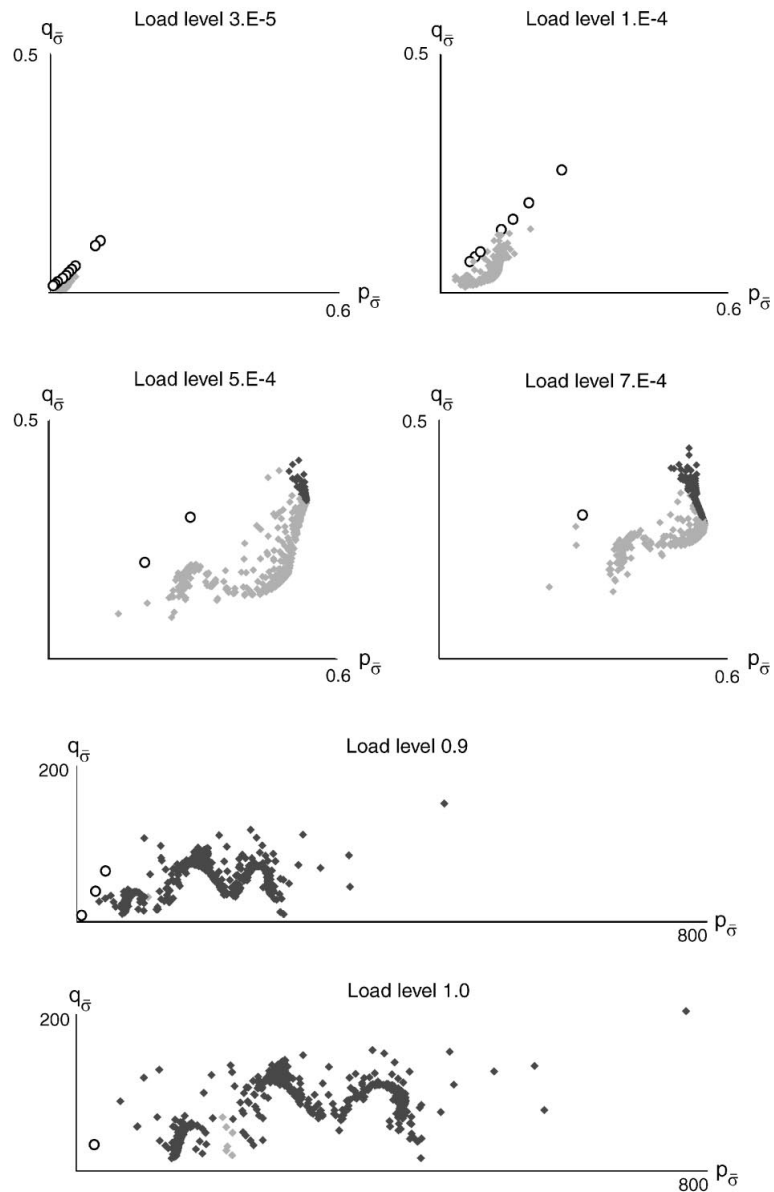 Load level 3.E-5
q_σ̄
0.5
0.6
p_σ̄
Load level 1.E-4
q_σ̄
0.5
0.6
p_σ̄
Load level 5.E-4
q_σ̄
0.5
0.6
p_σ̄
Load level 7.E-4
q_σ̄
0.5
0.6
p_σ̄
Load level 0.9
q_σ̄
200
800
p_σ̄
Load level 1.0
q_σ̄
200
800
p_σ̄